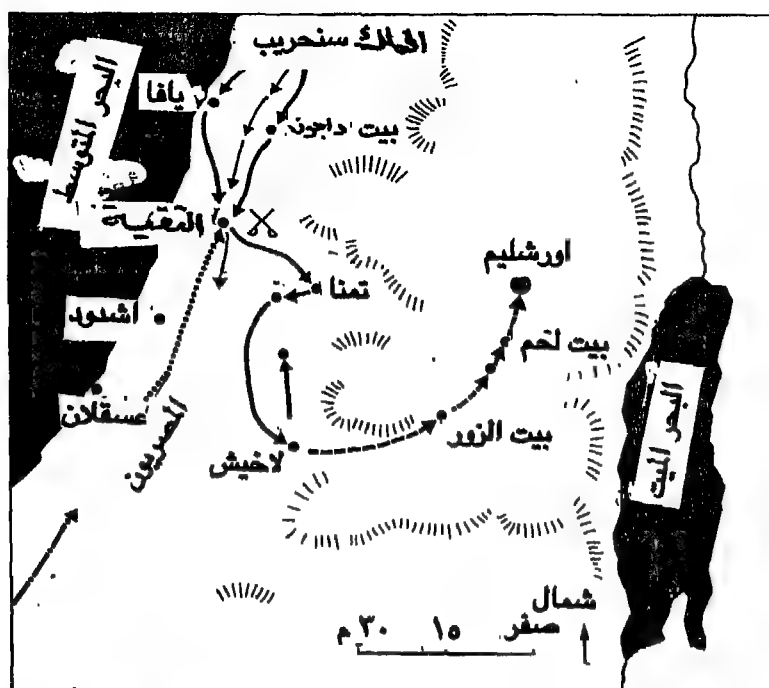 الملك سنحريب
يافا
البحر المتوسط
بيت داجون
التقيه
تمنا
اورشليم
اشدود
بيت لحم
عسقلان
المصريون
لاخيش
بيت الزور
البحر الميت
شمال
صفر ١٥ ٣٠ م